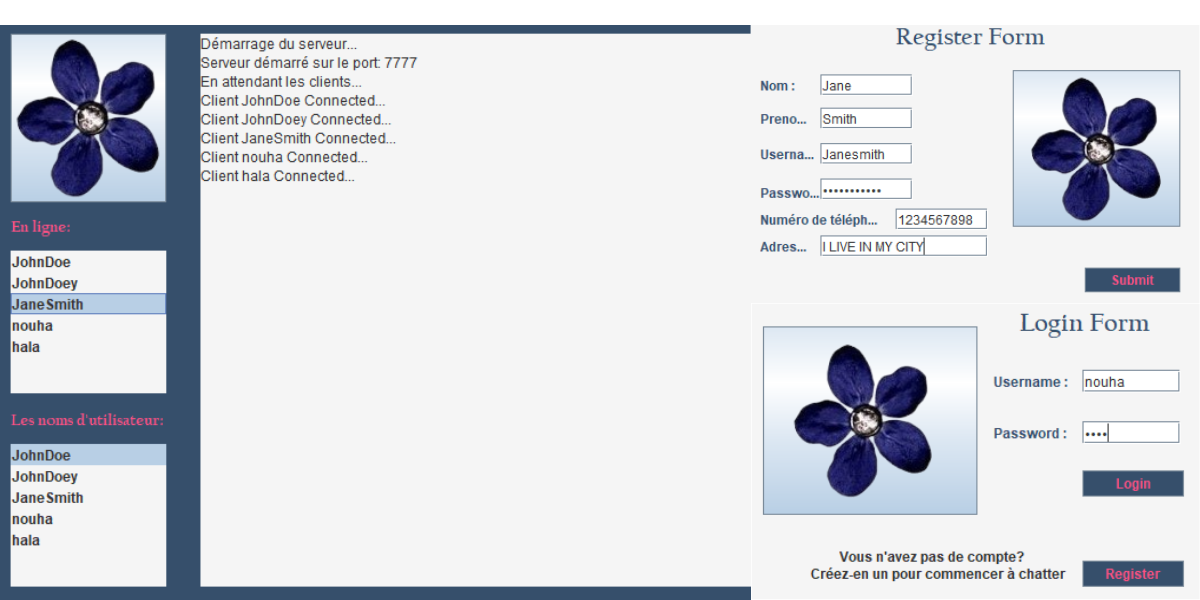 Démarrage du serveur...
Serveur démarré sur le port: 7777
En attendant les clients...
Client JohnDoe Connected...
Client JohnDoey Connected...
Client JaneSmith Connected...
Client nouha Connected...
Client hala Connected...
En ligne:
JohnDoe
JohnDoey
JaneSmith
nouha
hala
Les noms d'utilisateur:
JohnDoe
JohnDoey
JaneSmith
nouha
hala
Register Form
Nom : Jane
Preno... Smith
Userna... Janesmith
Passwo... •••••••••••
Numéro de téléph... 1234567898
Adres... I LIVE IN MY CITY
Submit
Login Form
Username : nouha
Password : ••••
Login
Vous n'avez pas de compte?
Créez-en un pour commencer à chatter
Register